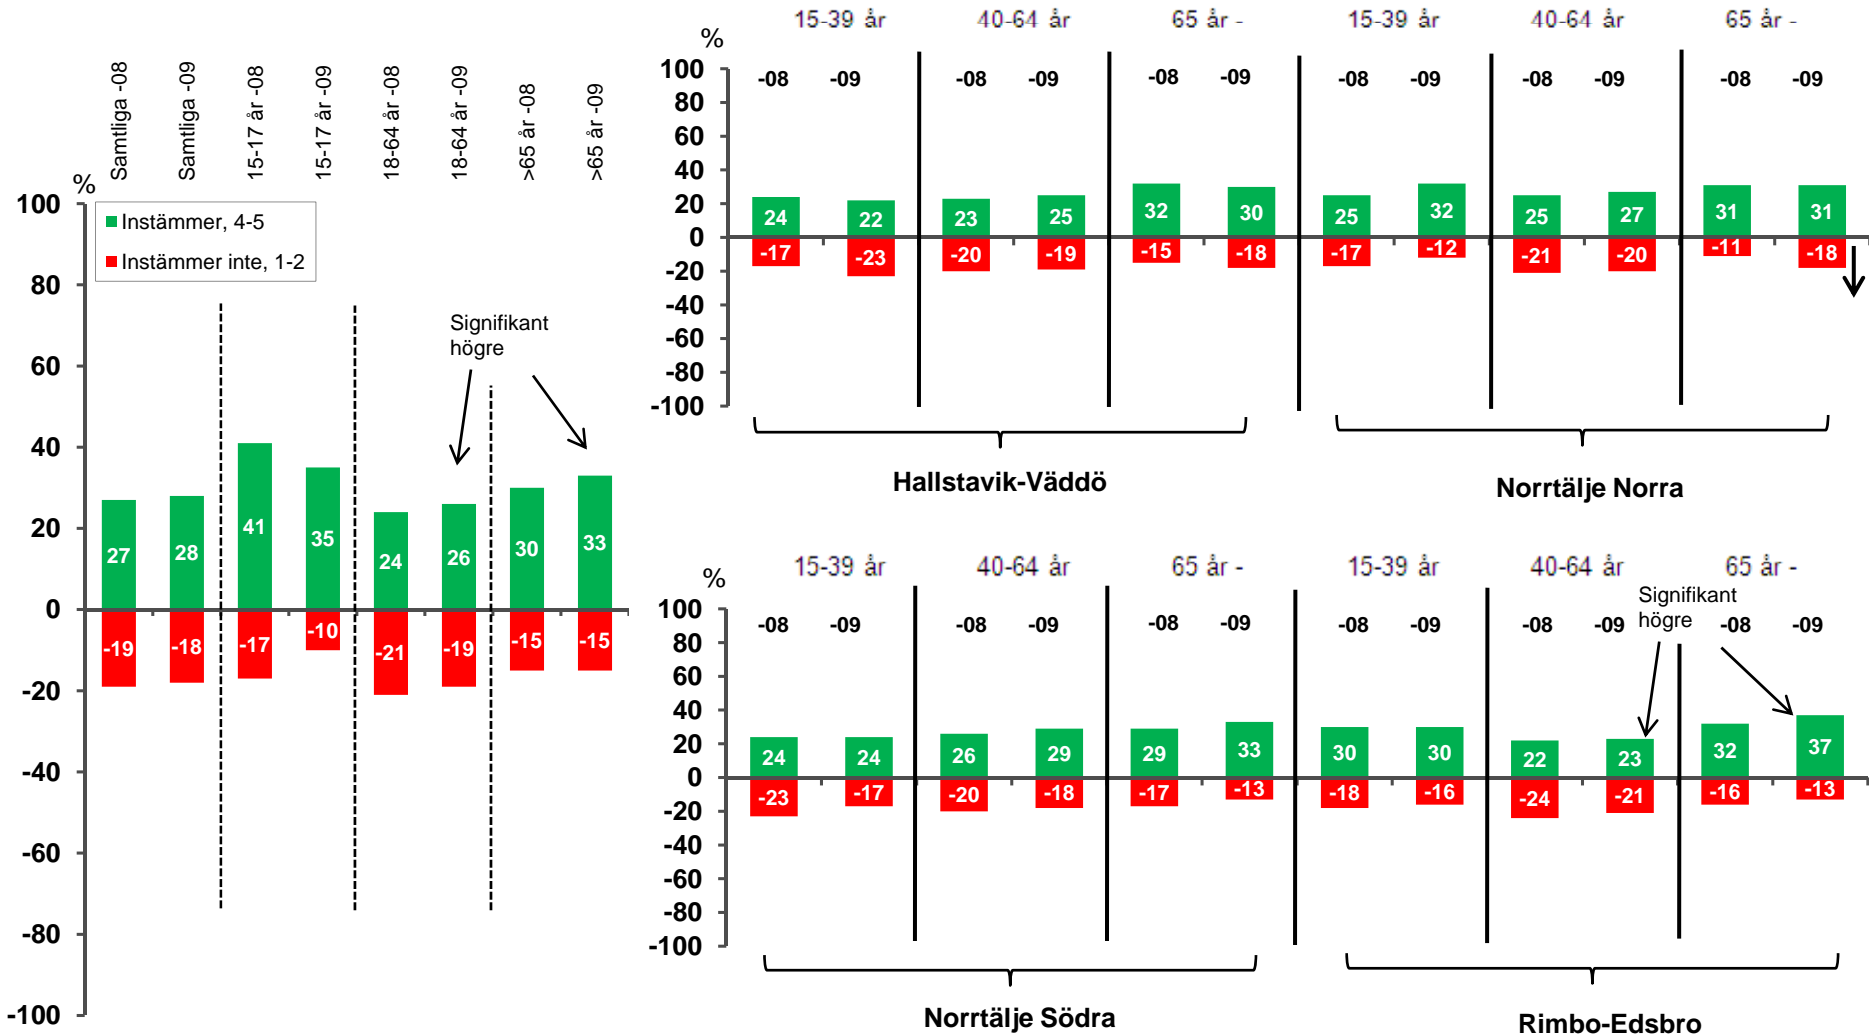 Samtliga -08
Samtliga -09
15-17 år -08
15-17 år -09
18-64 år -08
18-64 år -09
>65 år -08
>65 år -09
%
100
80
60
40
20
0
-20
-40
-60
-80
-100
Instämmer, 4-5
Instämmer inte, 1-2
Signifikant
högre
27 28 41 35 24 26 30 33
-19 -18 -17 -10 -21 -19 -15 -15
15-39 år 40-64 år 65 år - 15-39 år 40-64 år 65 år -
%
-08 -09 -08 -09 -08 -09 -08 -09 -08 -09 -08 -09
100
80
60
40
20
0
-20
-40
-60
-80
-100
24 22 23 25 32 30 25 32 25 27 31 31
-17 -23 -20 -19 -15 -18 -17 -12 -21 -20 -11 -18
Hallstavik-Väddö
Norrtälje Norra
15-39 år 40-64 år 65 år - 15-39 år 40-64 år 65 år -
%
Signifikant
högre
-08 -09 -08 -09 -08 -09 -08 -09 -08 -09 -08 -09
100
80
60
40
20
0
-20
-40
-60
-80
-100
24 24 26 29 29 33 30 30 22 23 32 37
-23 -17 -20 -18 -17 -13 -18 -16 -24 -21 -16 -13
Norrtälje Södra
Rimbo-Edsbro